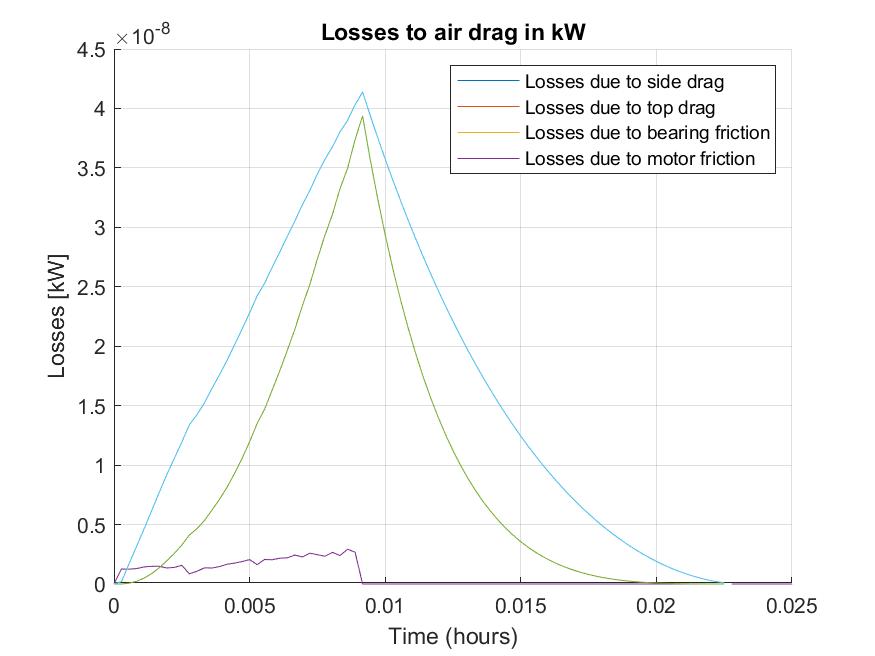 Losses to air drag in kW
×10-8
4.5
4
3.5
3
2.5
2
1.5
1
0.5
0
Losses [kW]
Losses due to side drag
Losses due to top drag
Losses due to bearing friction
Losses due to motor friction
0 0.005 0.01 0.015 0.02 0.025
Time (hours)